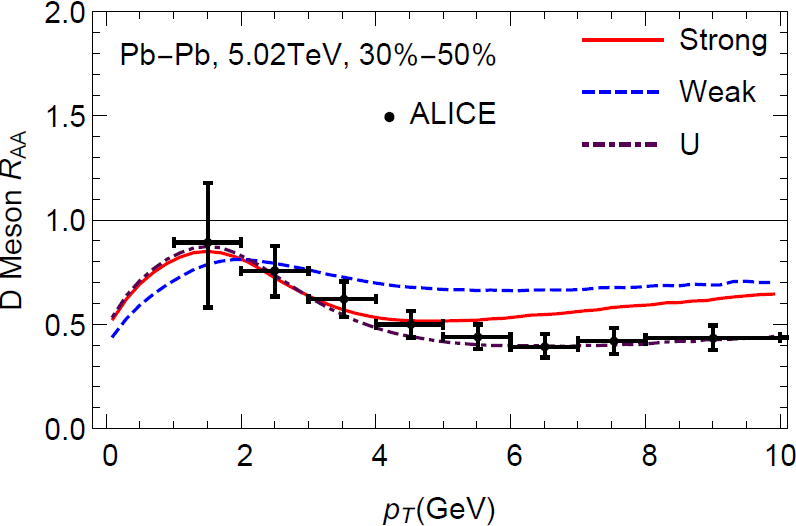 2.0
1.5
1.0
0.5
0.0
D Meson R_AA
Pb−Pb, 5.02TeV, 30%−50%
ALICE
Strong
Weak
U
0 2 4 6 8 10
p_T(GeV)